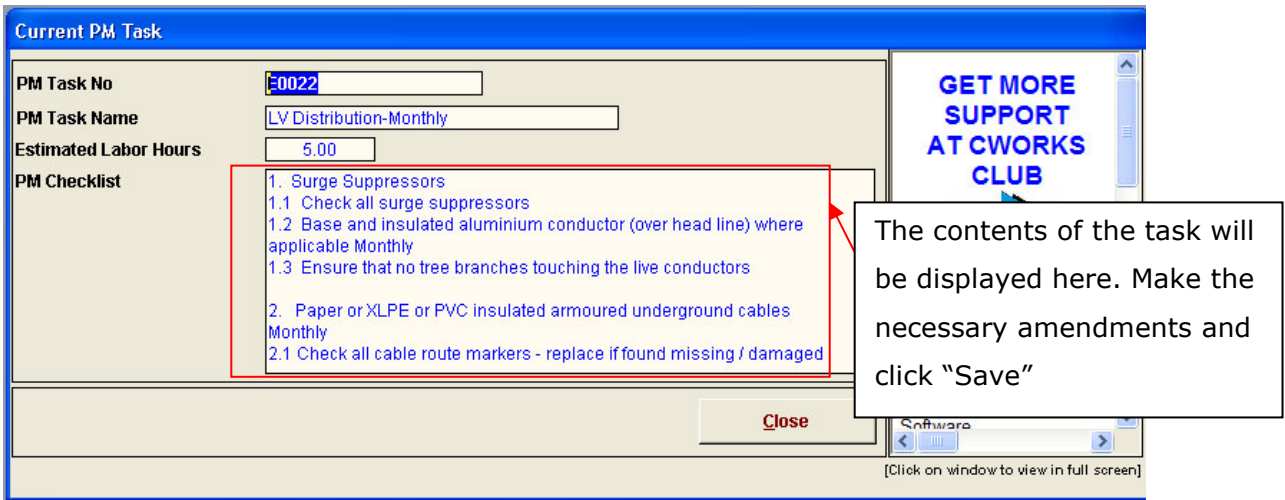 Current PM Task
PM Task No
E0022
PM Task Name
LV Distribution-Monthly
Estimated Labor Hours
5.00
PM Checklist
1. Surge Suppressors
1.1 Check all surge suppressors
1.2 Base and insulated aluminium conductor (over head line) where
applicable Monthly
1.3 Ensure that no tree branches touching the live conductors
2. Paper or XLPE or PVC insulated armoured underground cables
Monthly
2.1 Check all cable route markers - replace if found missing / damaged
GET MORE
SUPPORT
AT CWORKS
CLUB
The contents of the task will
be displayed here. Make the
necessary amendments and
click “Save”
Close
Software
[Click on window to view in full screen]